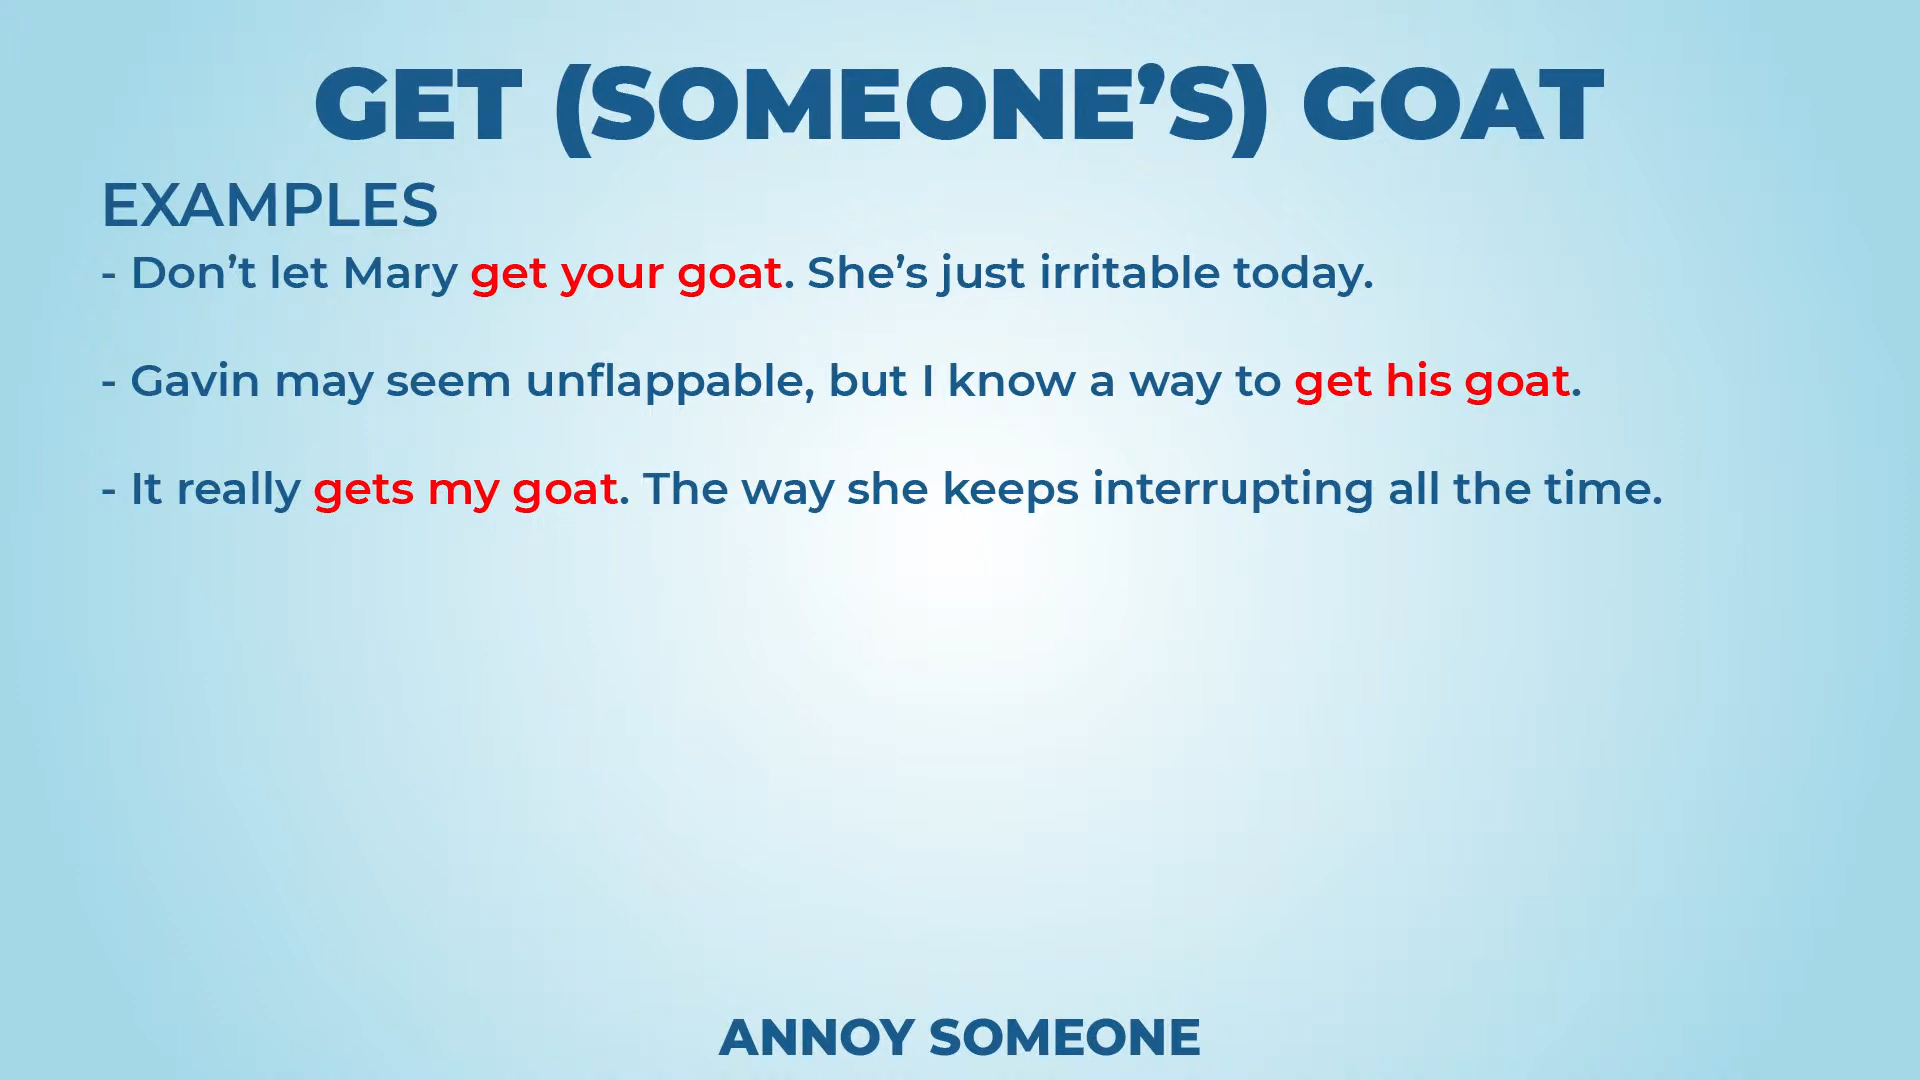 GET (SOMEONE’S) GOAT
EXAMPLES
- Don’t let Mary get your goat. She’s just irritable today.
- Gavin may seem unflappable, but I know a way to get his goat.
- It really gets my goat. The way she keeps interrupting all the time.
ANNOY SOMEONE